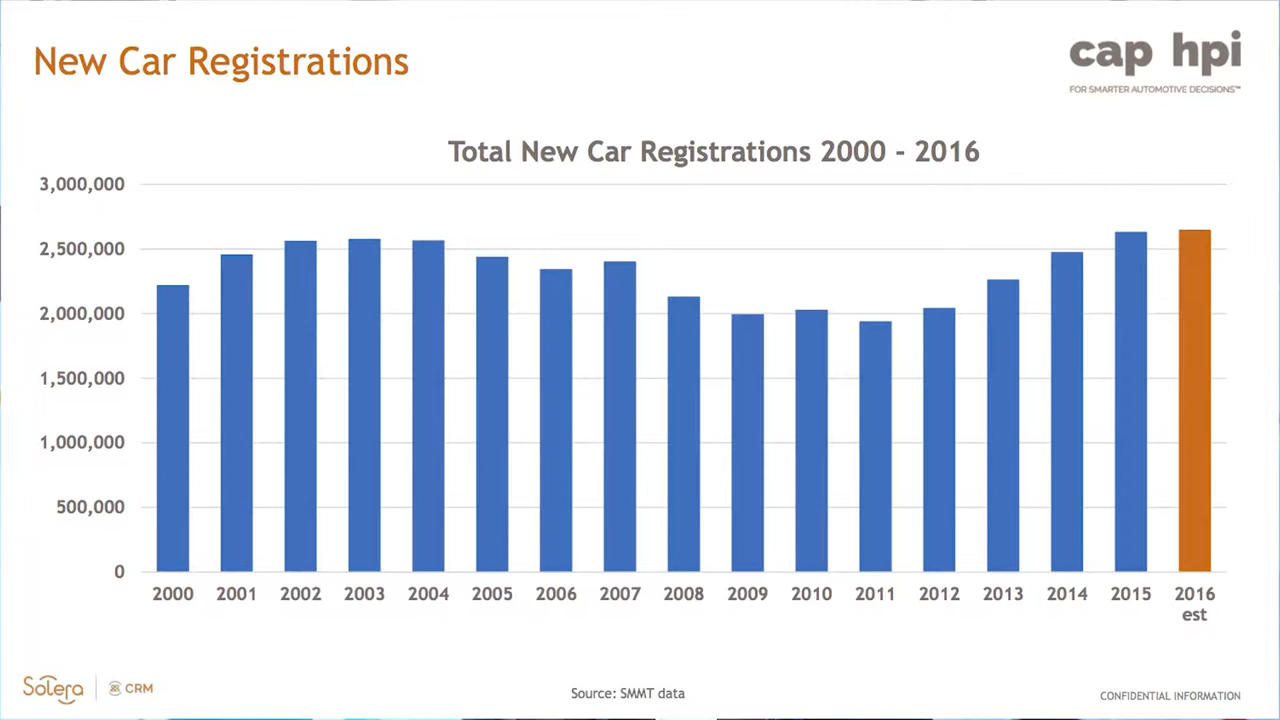 New Car Registrations
cap hpi
FOR SMARTER AUTOMOTIVE DECISIONS™
Total New Car Registrations 2000 - 2016
3,000,000
2,500,000
2,000,000
1,500,000
1,000,000
500,000
0
2000 2001 2002 2003 2004 2005 2006 2007 2008 2009 2010 2011 2012 2013 2014 2015 2016
est
Solera CRM
Source: SMMT data
CONFIDENTIAL INFORMATION